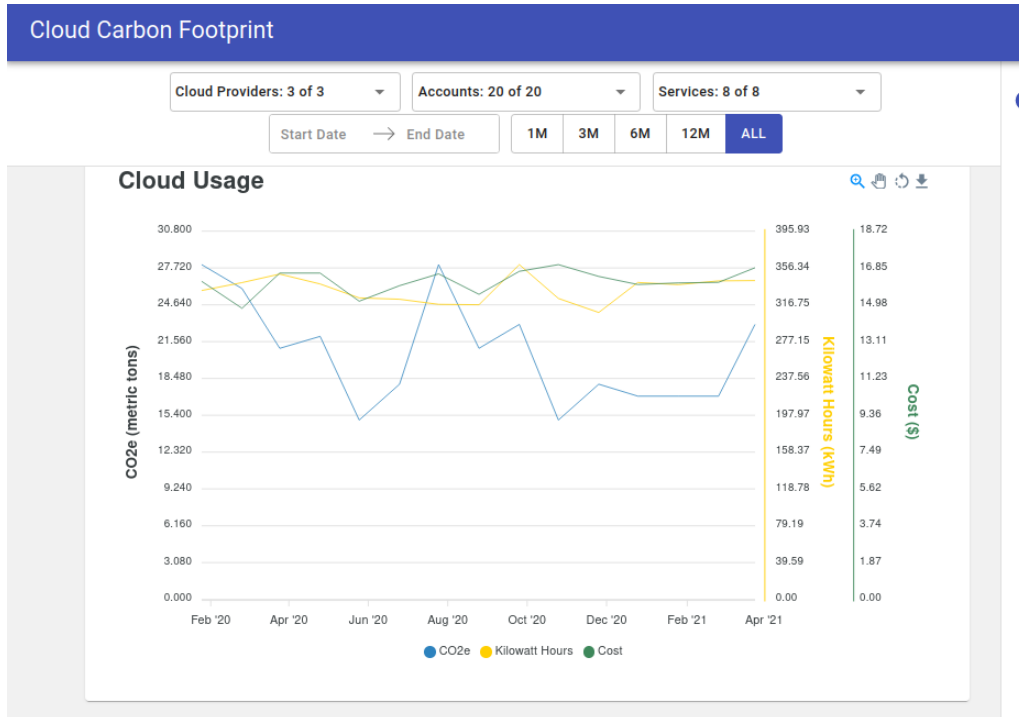 Cloud Carbon Footprint
Cloud Providers: 3 of 3
Accounts: 20 of 20
Services: 8 of 8
Start Date
End Date
1M
3M
6M
12M
ALL
Cloud Usage
CO2e (metric tons)
30.800
27.720
24.640
21.560
18.480
15.400
12.320
9.240
6.160
3.080
0.000
395.93
356.34
316.75
277.15
237.56
197.97
158.37
118.78
79.19
39.59
0.00
Kilowatt Hours (kWh)
18.72
16.85
14.98
13.11
11.23
9.36
7.49
5.62
3.74
1.87
0.00
Cost ($)
Feb '20
Apr '20
Jun '20
Aug '20
Oct '20
Dec '20
Feb '21
Apr '21
CO2e
Kilowatt Hours
Cost